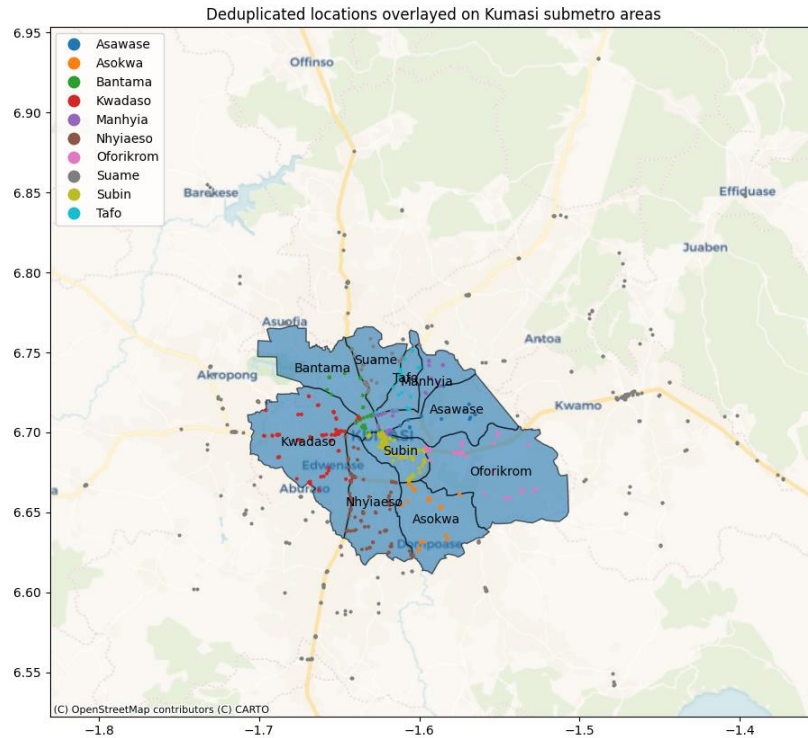 Deduplicated locations overlayed on Kumasi submetro areas
6.95
6.90
6.85
6.80
6.75
6.70
6.65
6.60
6.55
Asawase
Asokwa
Bantama
Kwadaso
Manhyia
Nhyiaeso
Oforikrom
Suame
Subin
Tafo
Offinso
Barekese
Effiduase
Juaben
Asuofia
Antoa
Akropong
Kwamo
Suame
Bantama
Tafo
Manhyia
Asawase
KUMASI
Kwadaso
Subin
Edwenase
Oforikrom
Nhyiaeso
Asokwa
(C) OpenStreetMap contributors (C) CARTO
−1.8
−1.7
−1.6
−1.5
−1.4